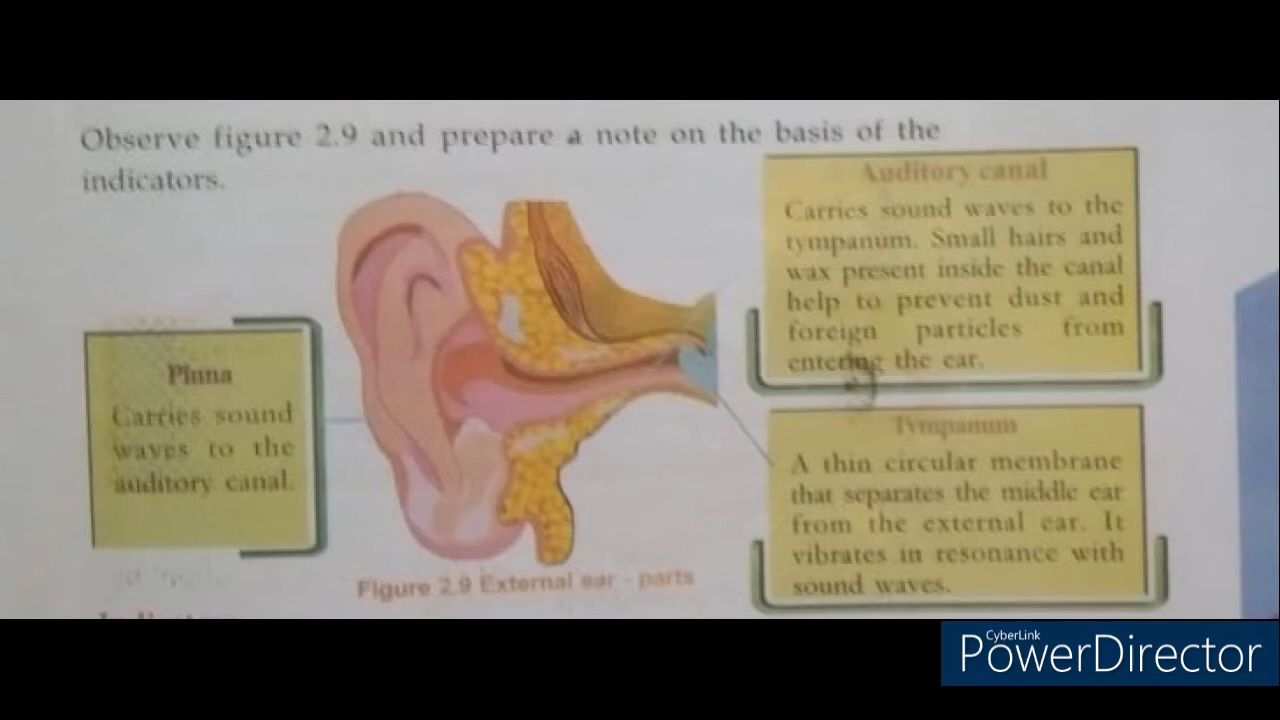 Observe figure 2.9 and prepare a note on the basis of the
indicators.
Auditory canal
Carries sound waves to the
tympanum. Small hairs and
wax present inside the canal
help to prevent dust and
foreign particles from
entering the ear.
Pinna
Carries sound
waves to the
auditory canal.
Tympanum
A thin circular membrane
that separates the middle ear
from the external ear. It
vibrates in resonance with
sound waves.
Figure 2.9 External ear - parts
CyberLink
PowerDirector